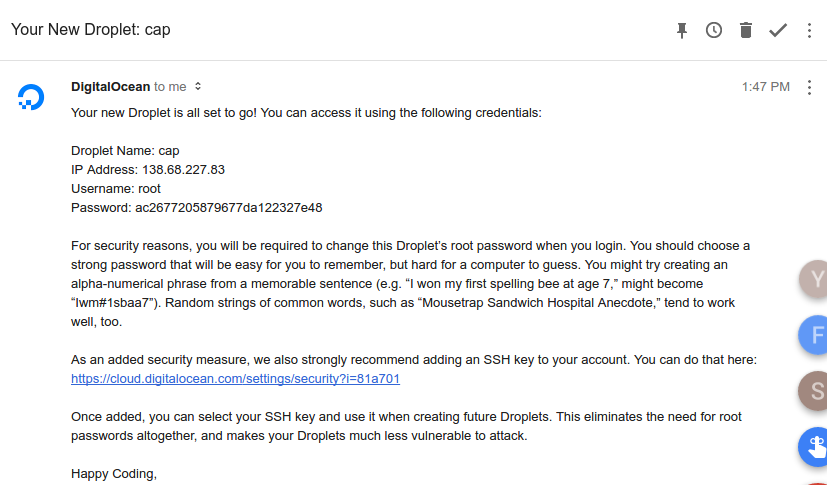 Your New Droplet: cap
DigitalOcean to me
1:47 PM
Your new Droplet is all set to go! You can access it using the following credentials:
Droplet Name: cap
IP Address: 138.68.227.83
Username: root
Password: ac2677205879677da122327e48
For security reasons, you will be required to change this Droplet’s root password when you login. You should choose a
strong password that will be easy for you to remember, but hard for a computer to guess. You might try creating an
alpha-numerical phrase from a memorable sentence (e.g. “I won my first spelling bee at age 7,” might become
“Iwm#1sbaa7”). Random strings of common words, such as “Mousetrap Sandwich Hospital Anecdote,” tend to work
well, too.
As an added security measure, we also strongly recommend adding an SSH key to your account. You can do that here:
https://cloud.digitalocean.com/settings/security?i=81a701
Once added, you can select your SSH key and use it when creating future Droplets. This eliminates the need for root
passwords altogether, and makes your Droplets much less vulnerable to attack.
Happy Coding,
Y
F
S